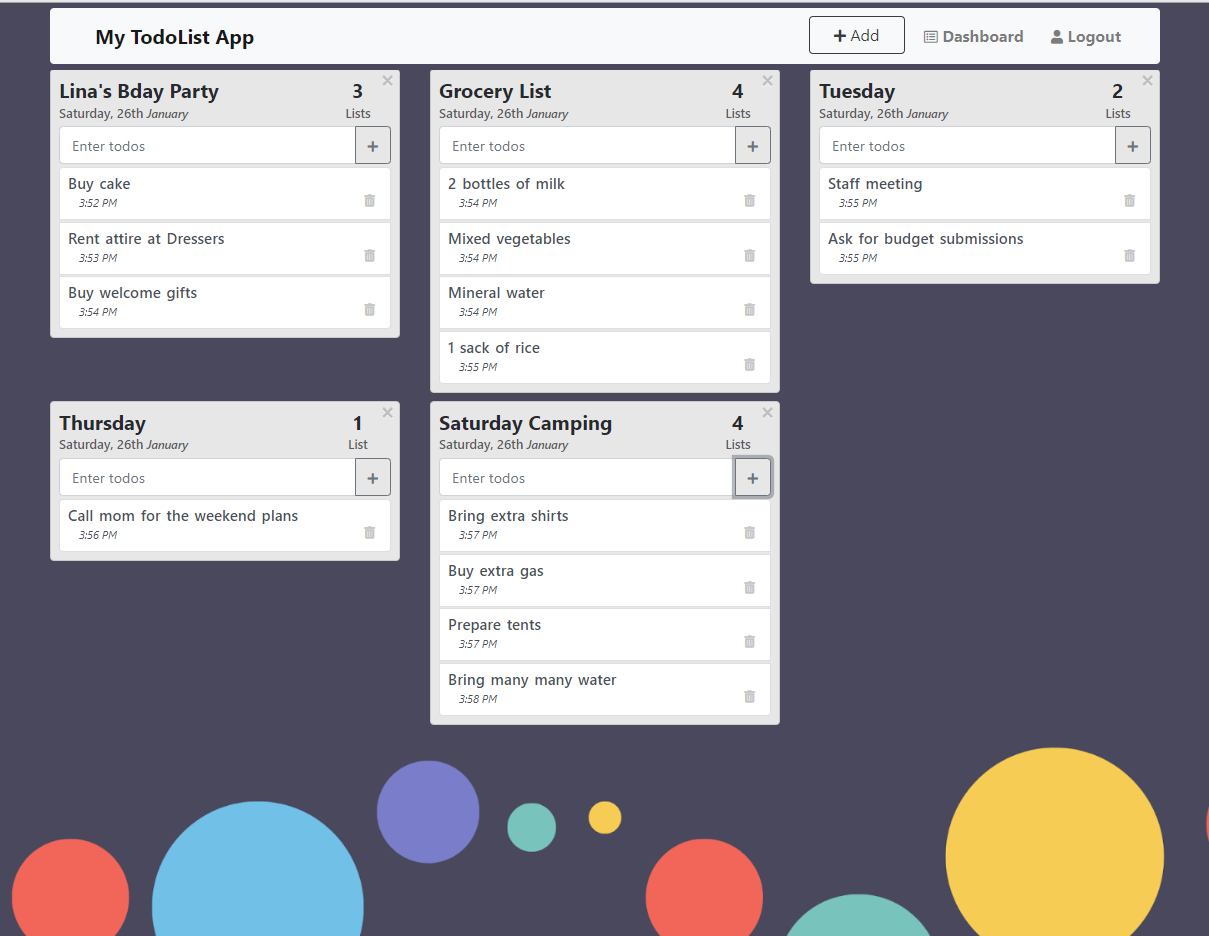 My TodoList App
+ Add
Dashboard
Logout
Lina's Bday Party
3
Saturday, 26th January
Lists
Enter todos
+
Buy cake
3:52 PM
Rent attire at Dressers
3:53 PM
Buy welcome gifts
3:54 PM
Grocery List
4
Saturday, 26th January
Lists
Enter todos
+
2 bottles of milk
3:54 PM
Mixed vegetables
3:54 PM
Mineral water
3:54 PM
1 sack of rice
3:55 PM
Tuesday
2
Saturday, 26th January
Lists
Enter todos
+
Staff meeting
3:55 PM
Ask for budget submissions
3:55 PM
Thursday
1
Saturday, 26th January
List
Enter todos
+
Call mom for the weekend plans
3:56 PM
Saturday Camping
4
Saturday, 26th January
Lists
Enter todos
+
Bring extra shirts
3:57 PM
Buy extra gas
3:57 PM
Prepare tents
3:57 PM
Bring many many water
3:58 PM